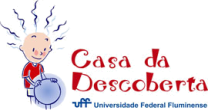 Casa da
Descoberta
uff Universidade Federal Fluminense